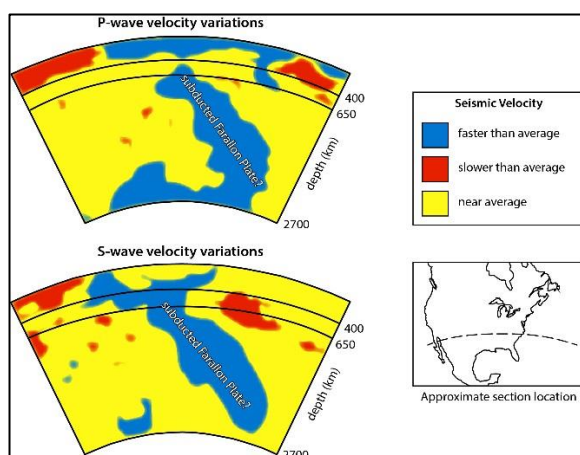 P-wave velocity variations
subducted Farallon Plate?
400
650
depth (km)
2700
S-wave velocity variations
subducted Farallon Plate?
400
650
depth (km)
2700
Seismic Velocity
faster than average
slower than average
near average
Approximate section location